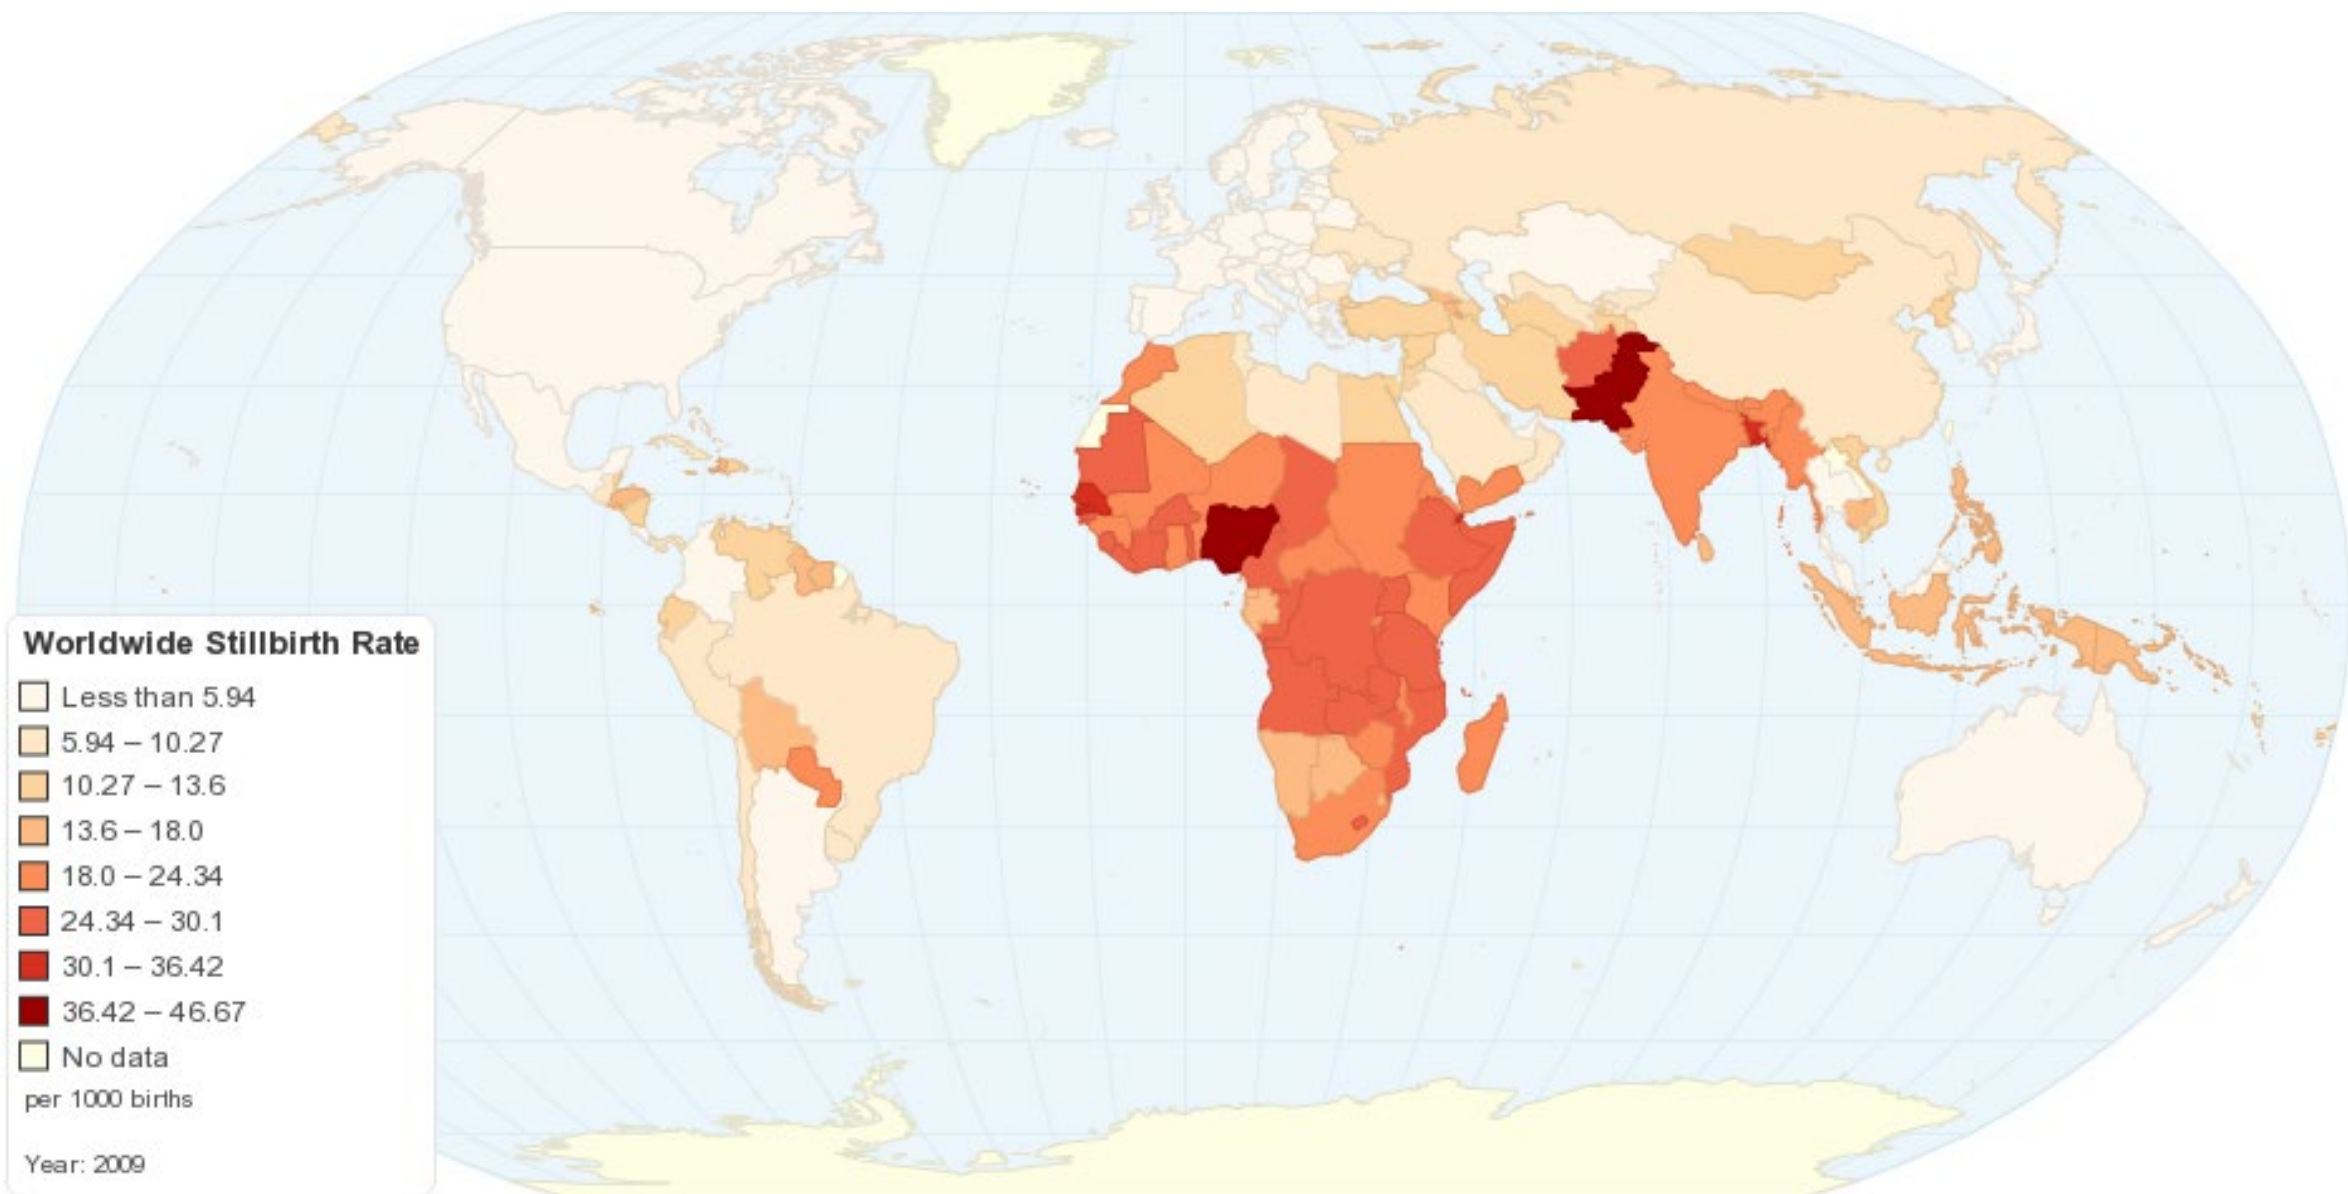 Worldwide Stillbirth Rate
Less than 5.94
5.94 – 10.27
10.27 – 13.6
13.6 – 18.0
18.0 – 24.34
24.34 – 30.1
30.1 – 36.42
36.42 – 46.67
No data
per 1000 births
Year: 2009